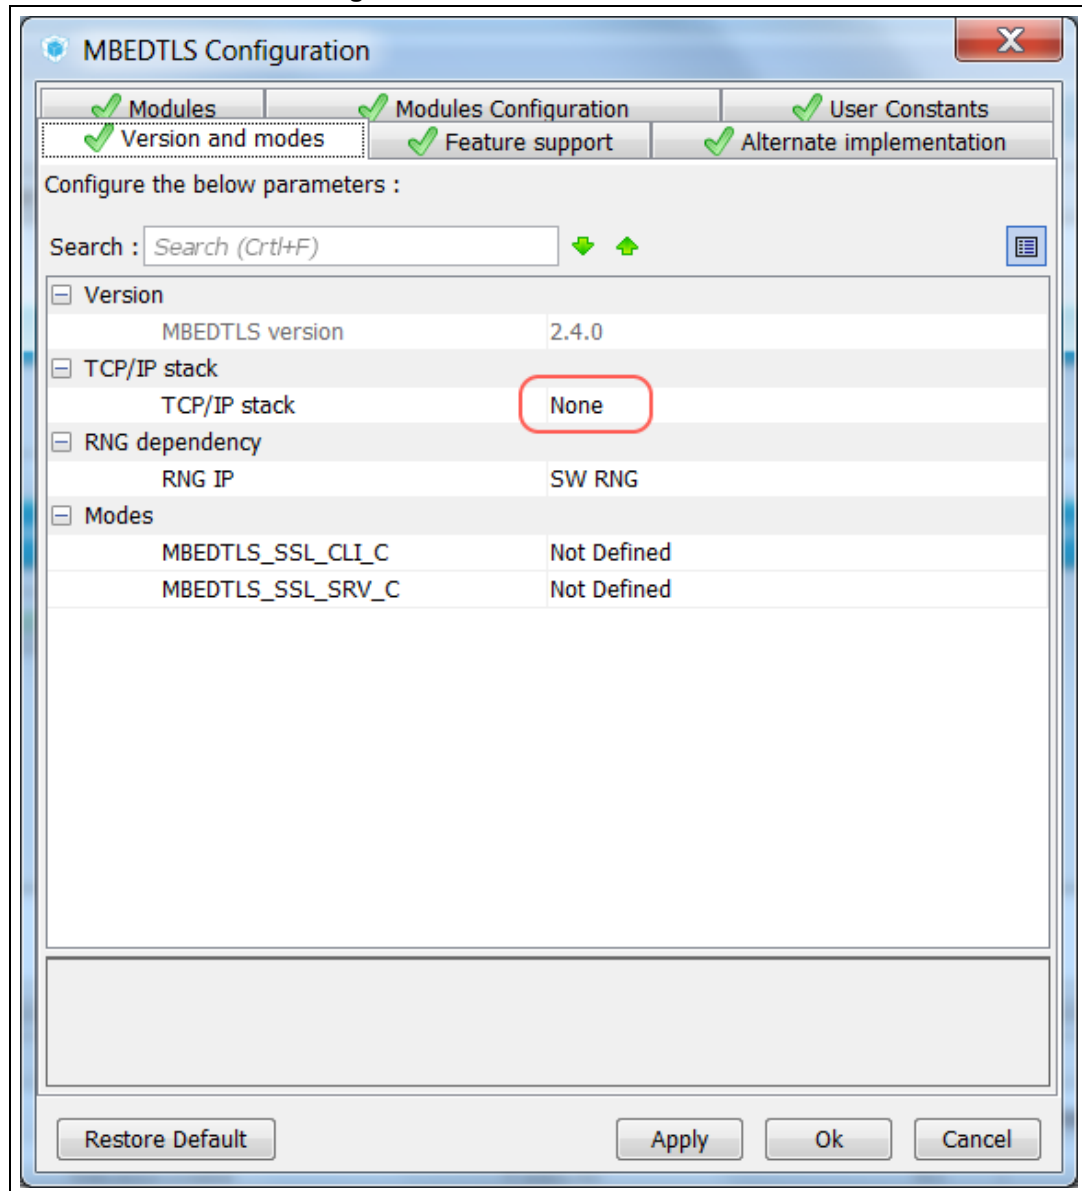 MBEDTLS Configuration
Modules Modules Configuration User Constants
Version and modes Feature support Alternate implementation
Configure the below parameters :
Search : Search (Crtl+F)
Version
MBEDTLS version 2.4.0
TCP/IP stack
TCP/IP stack None
RNG dependency
RNG IP SW RNG
Modes
MBEDTLS_SSL_CLI_C Not Defined
MBEDTLS_SSL_SRV_C Not Defined
Restore Default Apply Ok Cancel